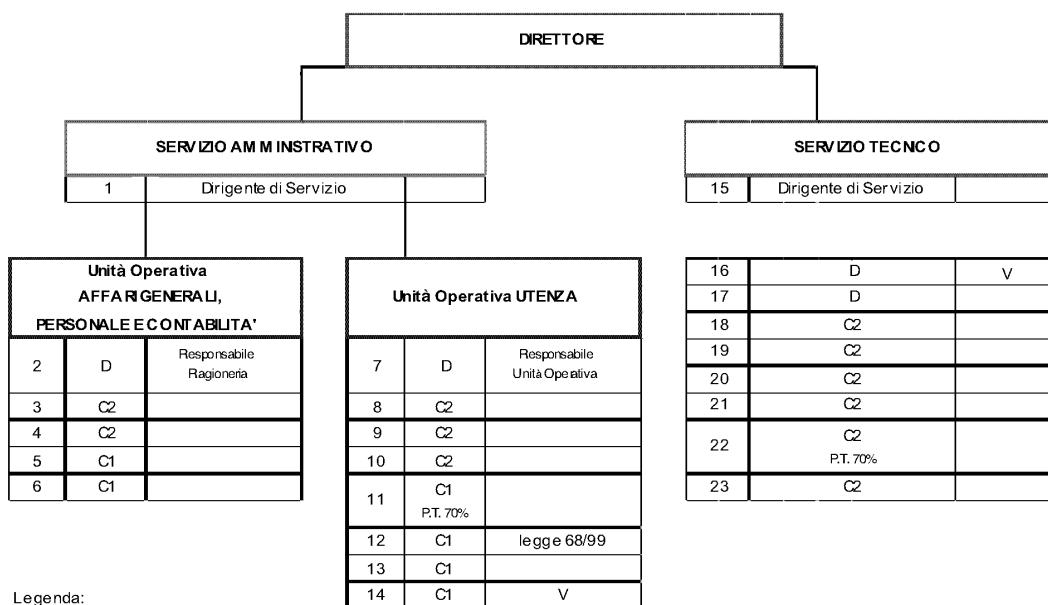 DIRETTORE
SERVIZIO AMMINSTRATIVO
1 Dirigente di Servizio
Unità Operativa
AFFARI GENERALI,
PERSONALE E CONTABILITA'
2 D Responsabile Ragioneria
3 C2
4 C2
5 C1
6 C1
Unità Operativa UTENZA
7 D Responsabile Unità Operativa
8 C2
9 C2
10 C2
11 C1 P.T. 70%
12 C1 legge 68/99
13 C1
14 C1 V
SERVIZIO TECNICO
15 Dirigente di Servizio
16 D V
17 D
18 C2
19 C2
20 C2
21 C2
22 C2 P.T. 70%
23 C2
Legenda: